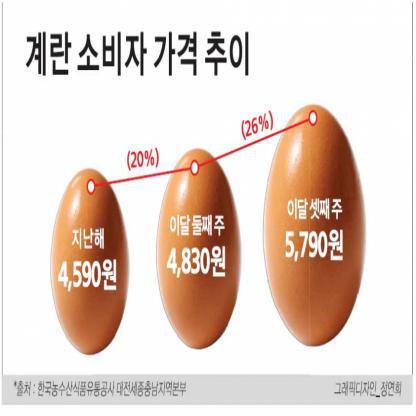 계란 소비자 가격 추이
(20%)
(26%)
지난해
4,590원
이달 둘째 주
4,830원
이달 셋째 주
5,790원
*출처 : 한국농수산식품유통공사 대전세종충남지역본부
그래픽디자인_정연희